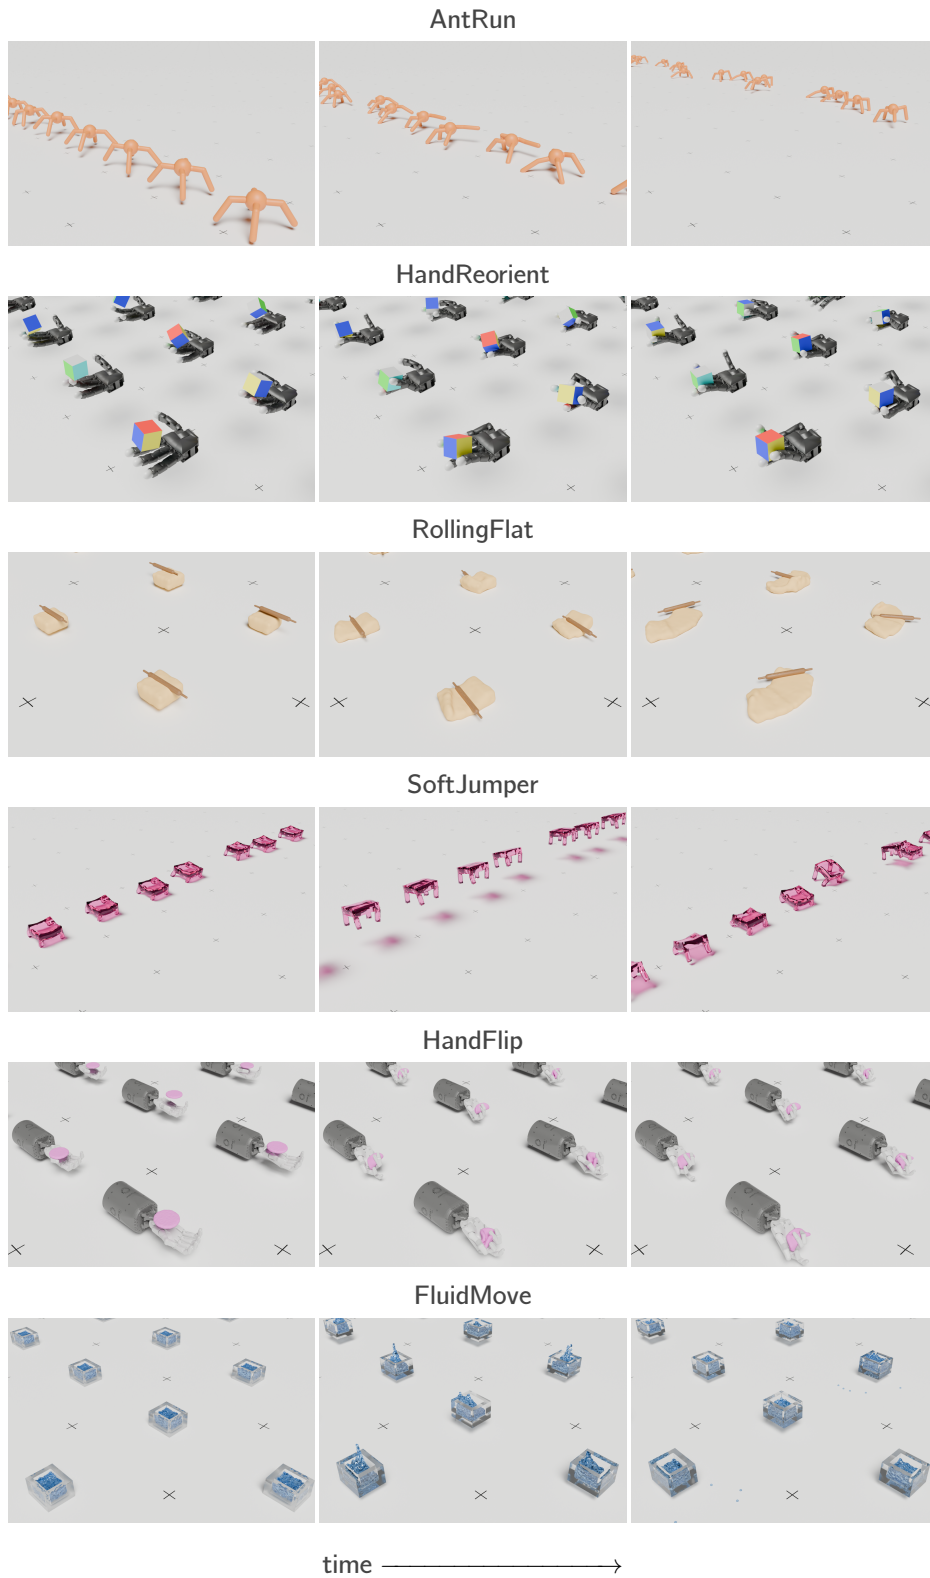 AntRun
HandReorient
RollingFlat
SoftJumper
HandFlip
FluidMove
time